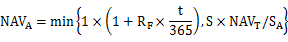 NAV_A = min{1 × (1 + R_F × t/365), S × NAV_T/S_A}